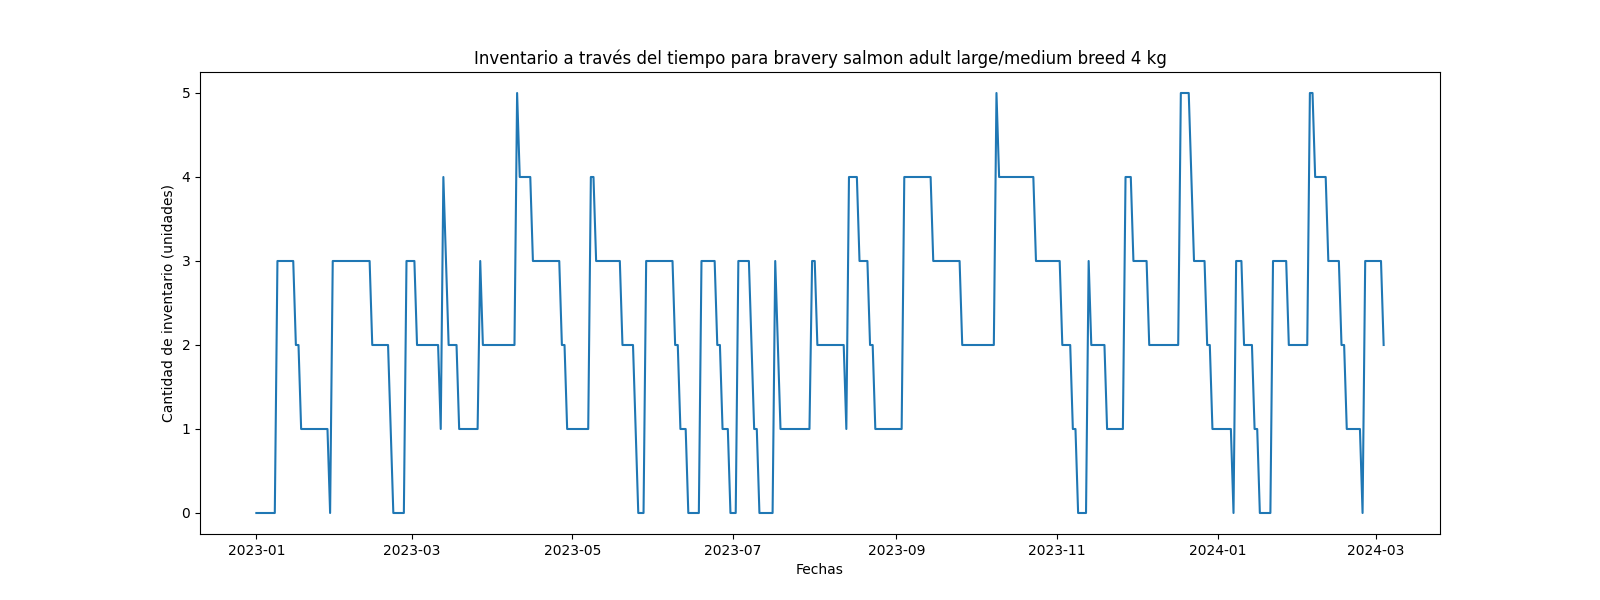 Inventario a través del tiempo para bravery salmon adult large/medium breed 4 kg
Cantidad de inventario (unidades)
5
4
3
2
1
0
2023-01 2023-03 2023-05 2023-07 2023-09 2023-11 2024-01 2024-03
Fechas